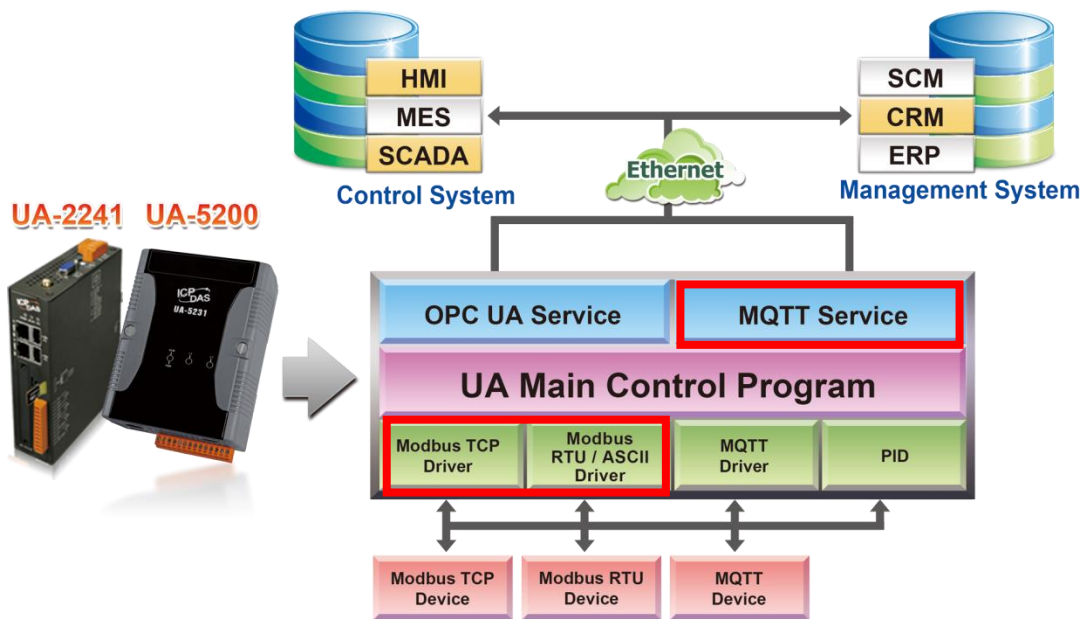 HMI
MES
SCADA
Control System
SCM
CRM
ERP
Management System
Ethernet
UA-2241 UA-5200
ICP DAS
ICP
DAS
UA-5231
OPC UA Service
MQTT Service
UA Main Control Program
Modbus TCP
Driver
Modbus
RTU / ASCII
Driver
MQTT
Driver
PID
Modbus TCP
Device
Modbus RTU
Device
MQTT
Device